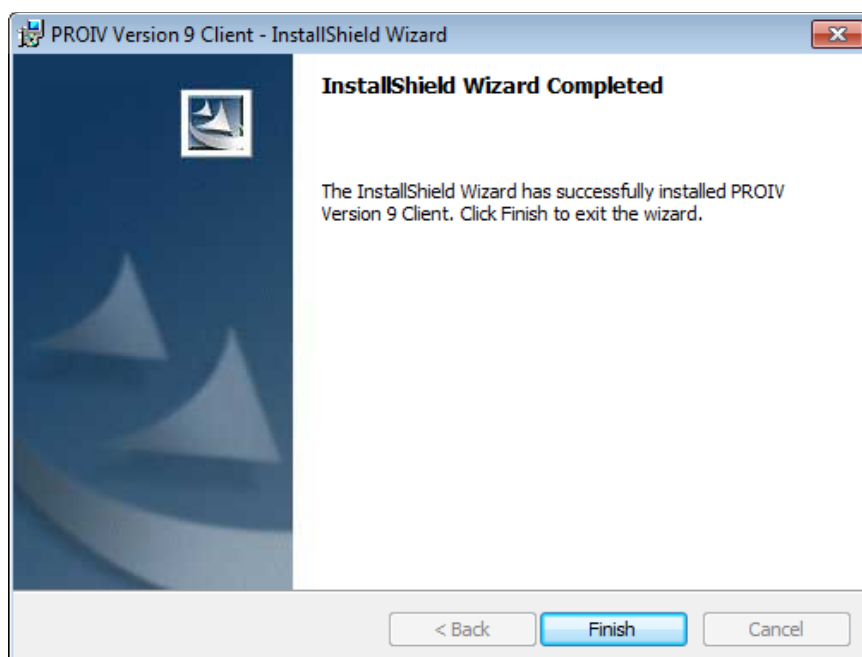 PROIV Version 9 Client - InstallShield Wizard
InstallShield Wizard Completed
The InstallShield Wizard has successfully installed PROIV
Version 9 Client. Click Finish to exit the wizard.
< Back
Finish
Cancel